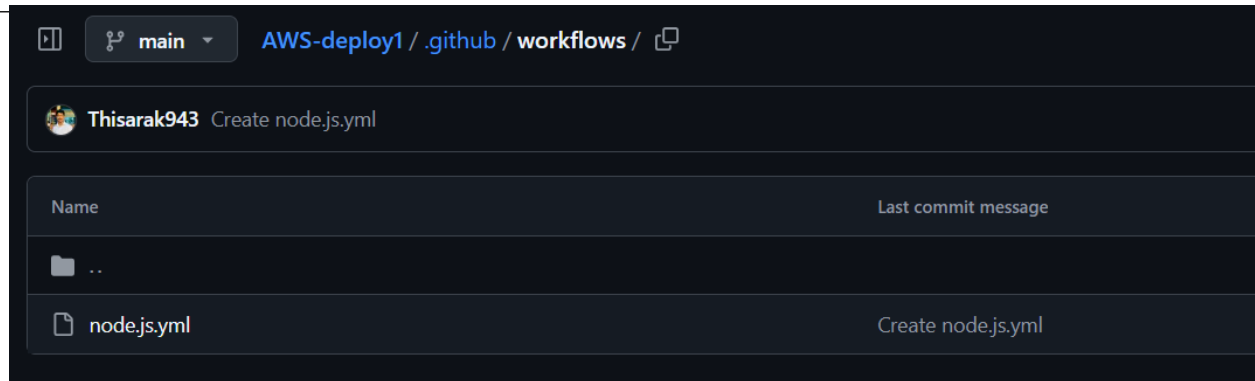 main AWS-deploy1 / .github / workflows /
Thisarak943 Create node.js.yml
Name Last commit message
..
node.js.yml Create node.js.yml